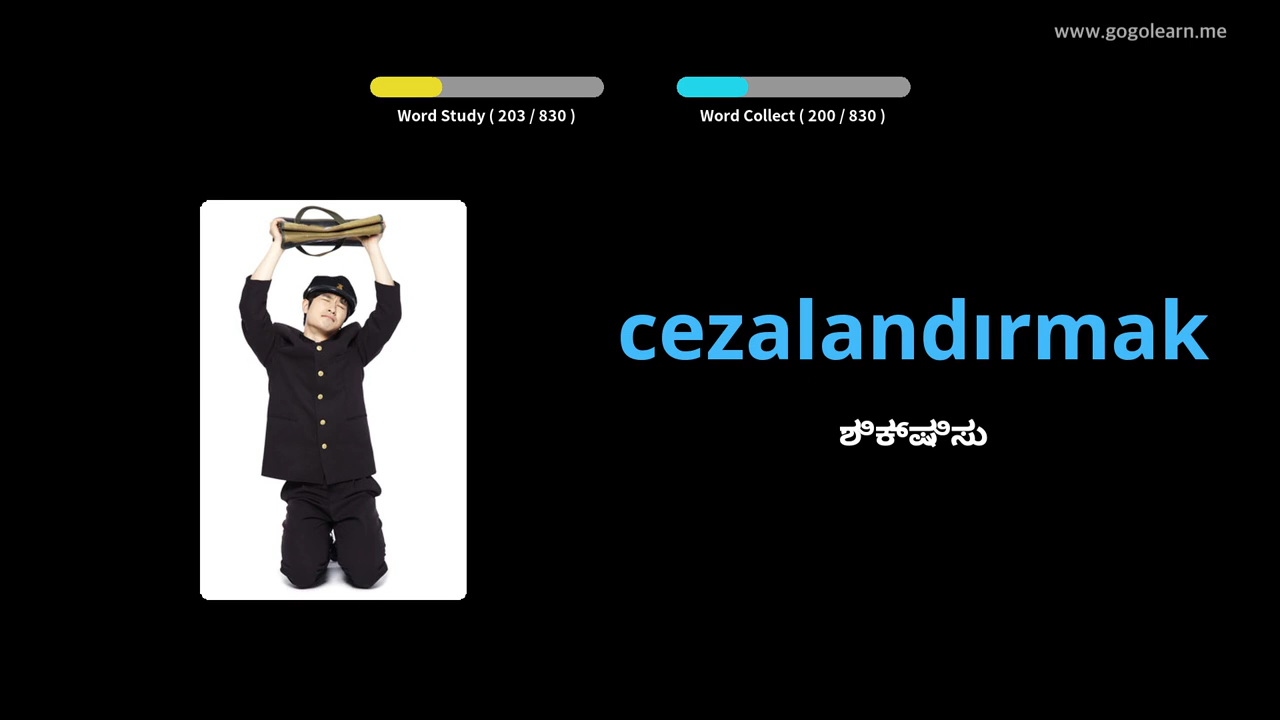 www.gogolearn.me
Word Study ( 203 / 830 )
Word Collect ( 200 / 830 )
cezalandırmak
ಶಿಕ್ಷಿಸು